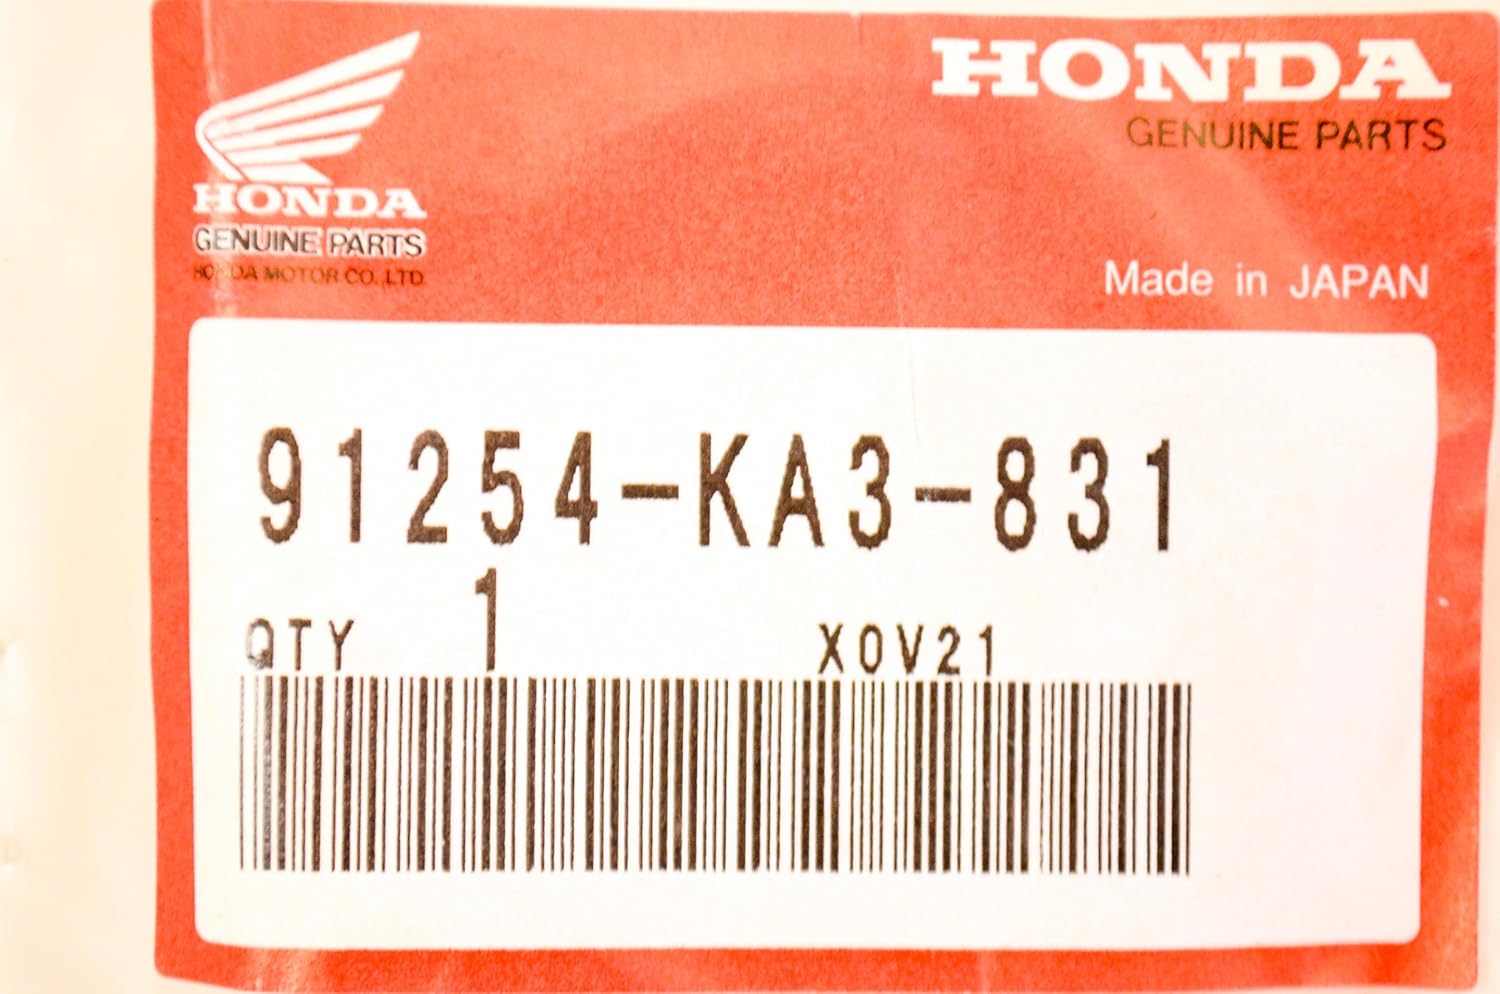 HONDA
GENUINE PARTS
HONDA MOTOR CO.,LTD.
HONDA
GENUINE PARTS
Made in JAPAN
91254-KA3-831
QTY 1 X0V21